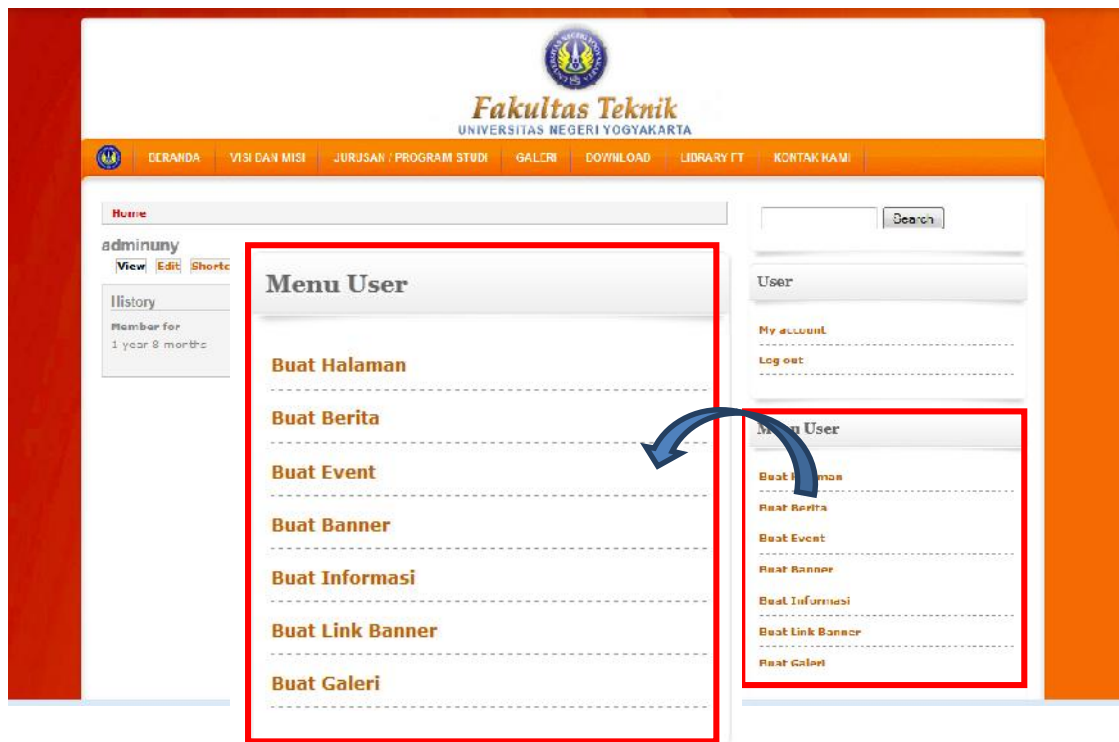 Fakultas Teknik
UNIVERSITAS NEGERI YOGYAKARTA
BERANDA VISI DAN MISI JURUSAN / PROGRAM STUDI GALERI DOWNLOAD LIBRARY FT KONTAK KAMI
Home
Search
adminuny
View Edit
History
Member for
1 year 8 months
User
My account
Log out
Menu User
Buat Halaman
Buat Berita
Buat Event
Buat Banner
Buat Informasi
Buat Link Banner
Buat Galeri
User
Buat
Buat Berita
Buat Event
Buat Banner
Buat Informasi
Buat Link Banner
Buat Galeri